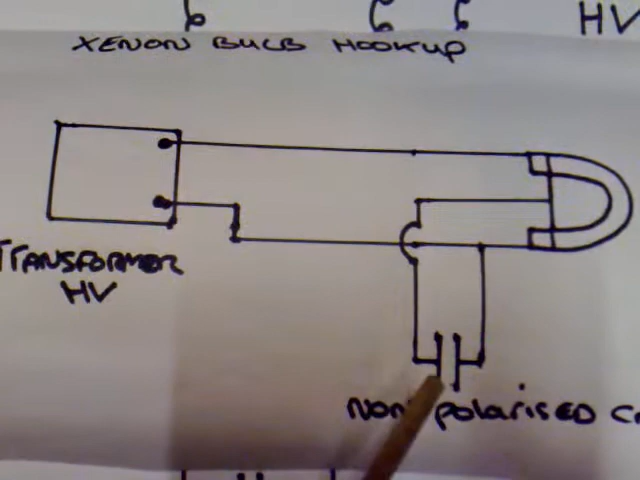 HV
XENON BULB HOOKUP
TRANSFORMER
HV
polarised